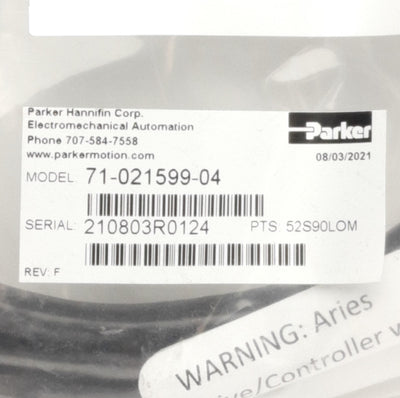 Parker Hannifin Corp.
Electromechanical Automation
Phone 707-584-7558
www.parkermotion.com
Parker
08/03/2021
MODEL: 71-021599-04
SERIAL: 210803R0124 PTS: 52S90LOM
REV: F
WARNING: Aries
/Controller